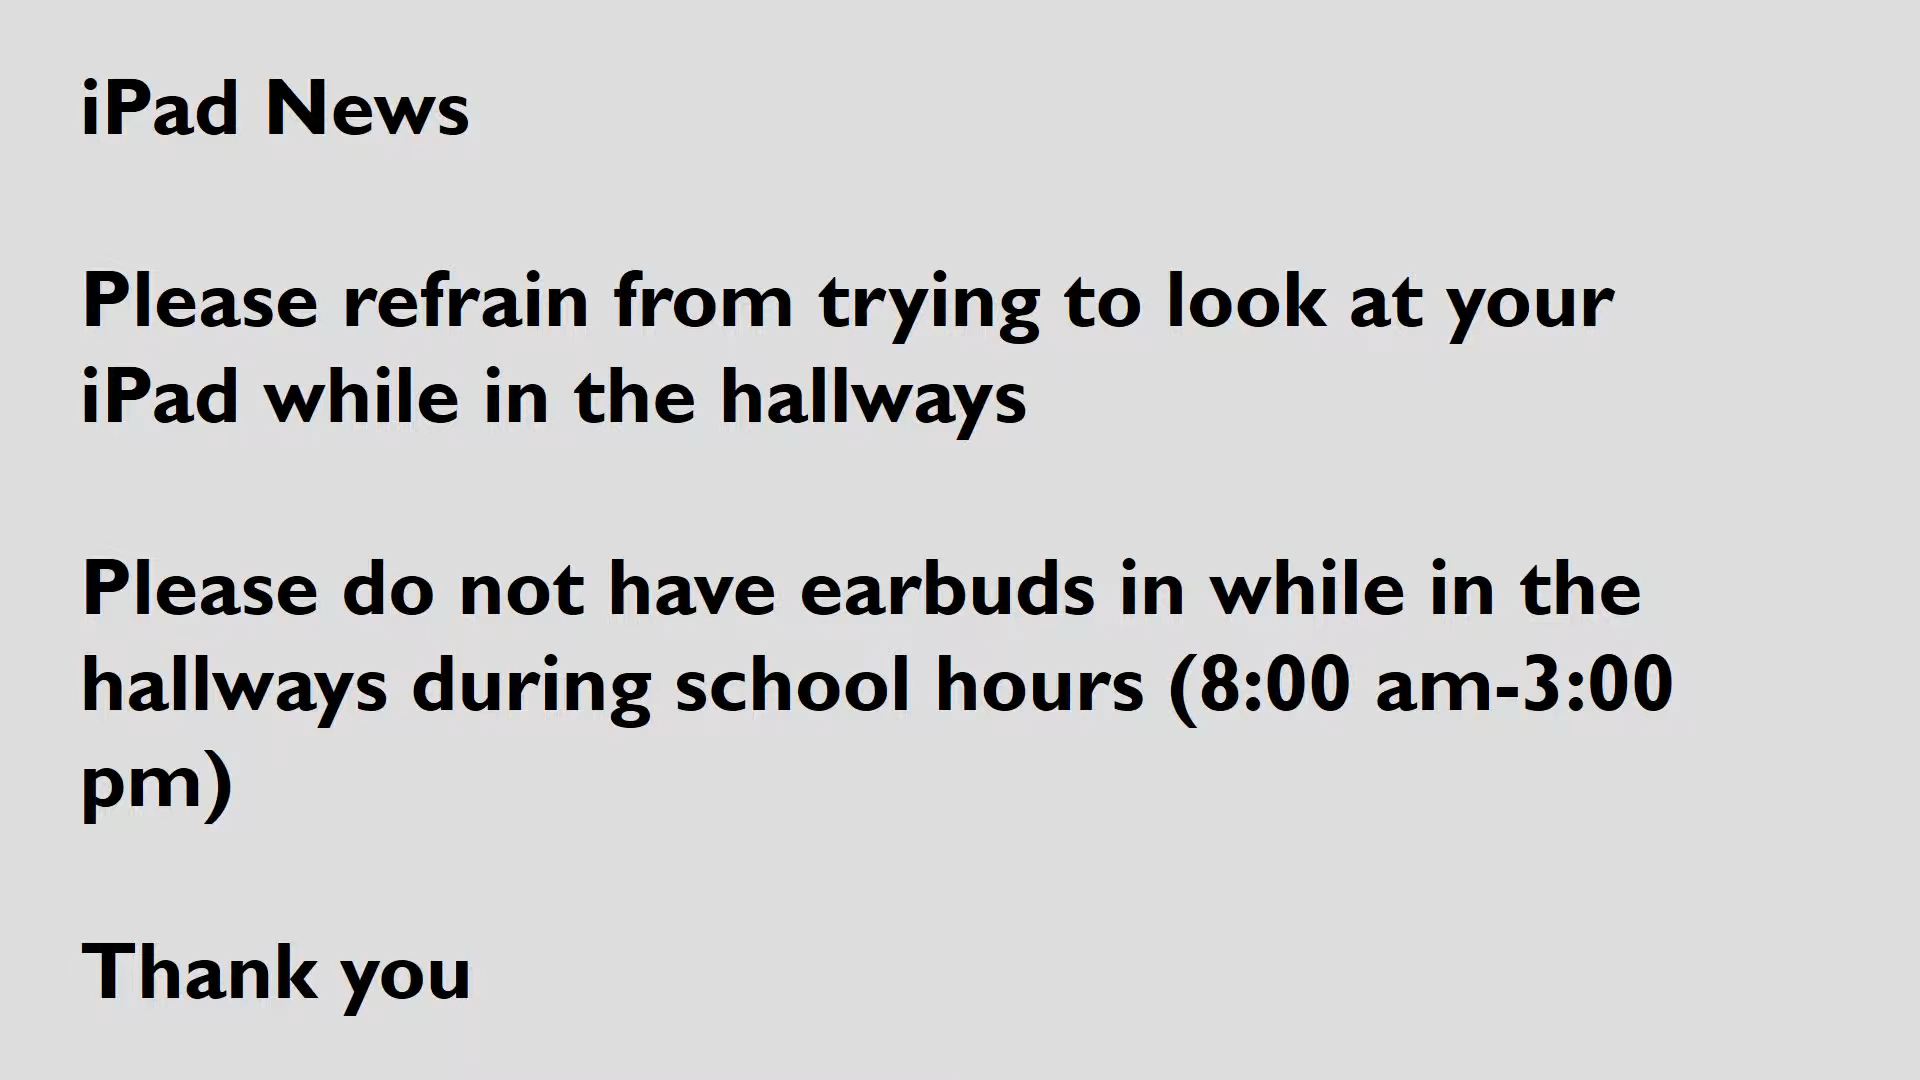 iPad News
Please refrain from trying to look at your
iPad while in the hallways
Please do not have earbuds in while in the
hallways during school hours (8:00 am-3:00
pm)
Thank you